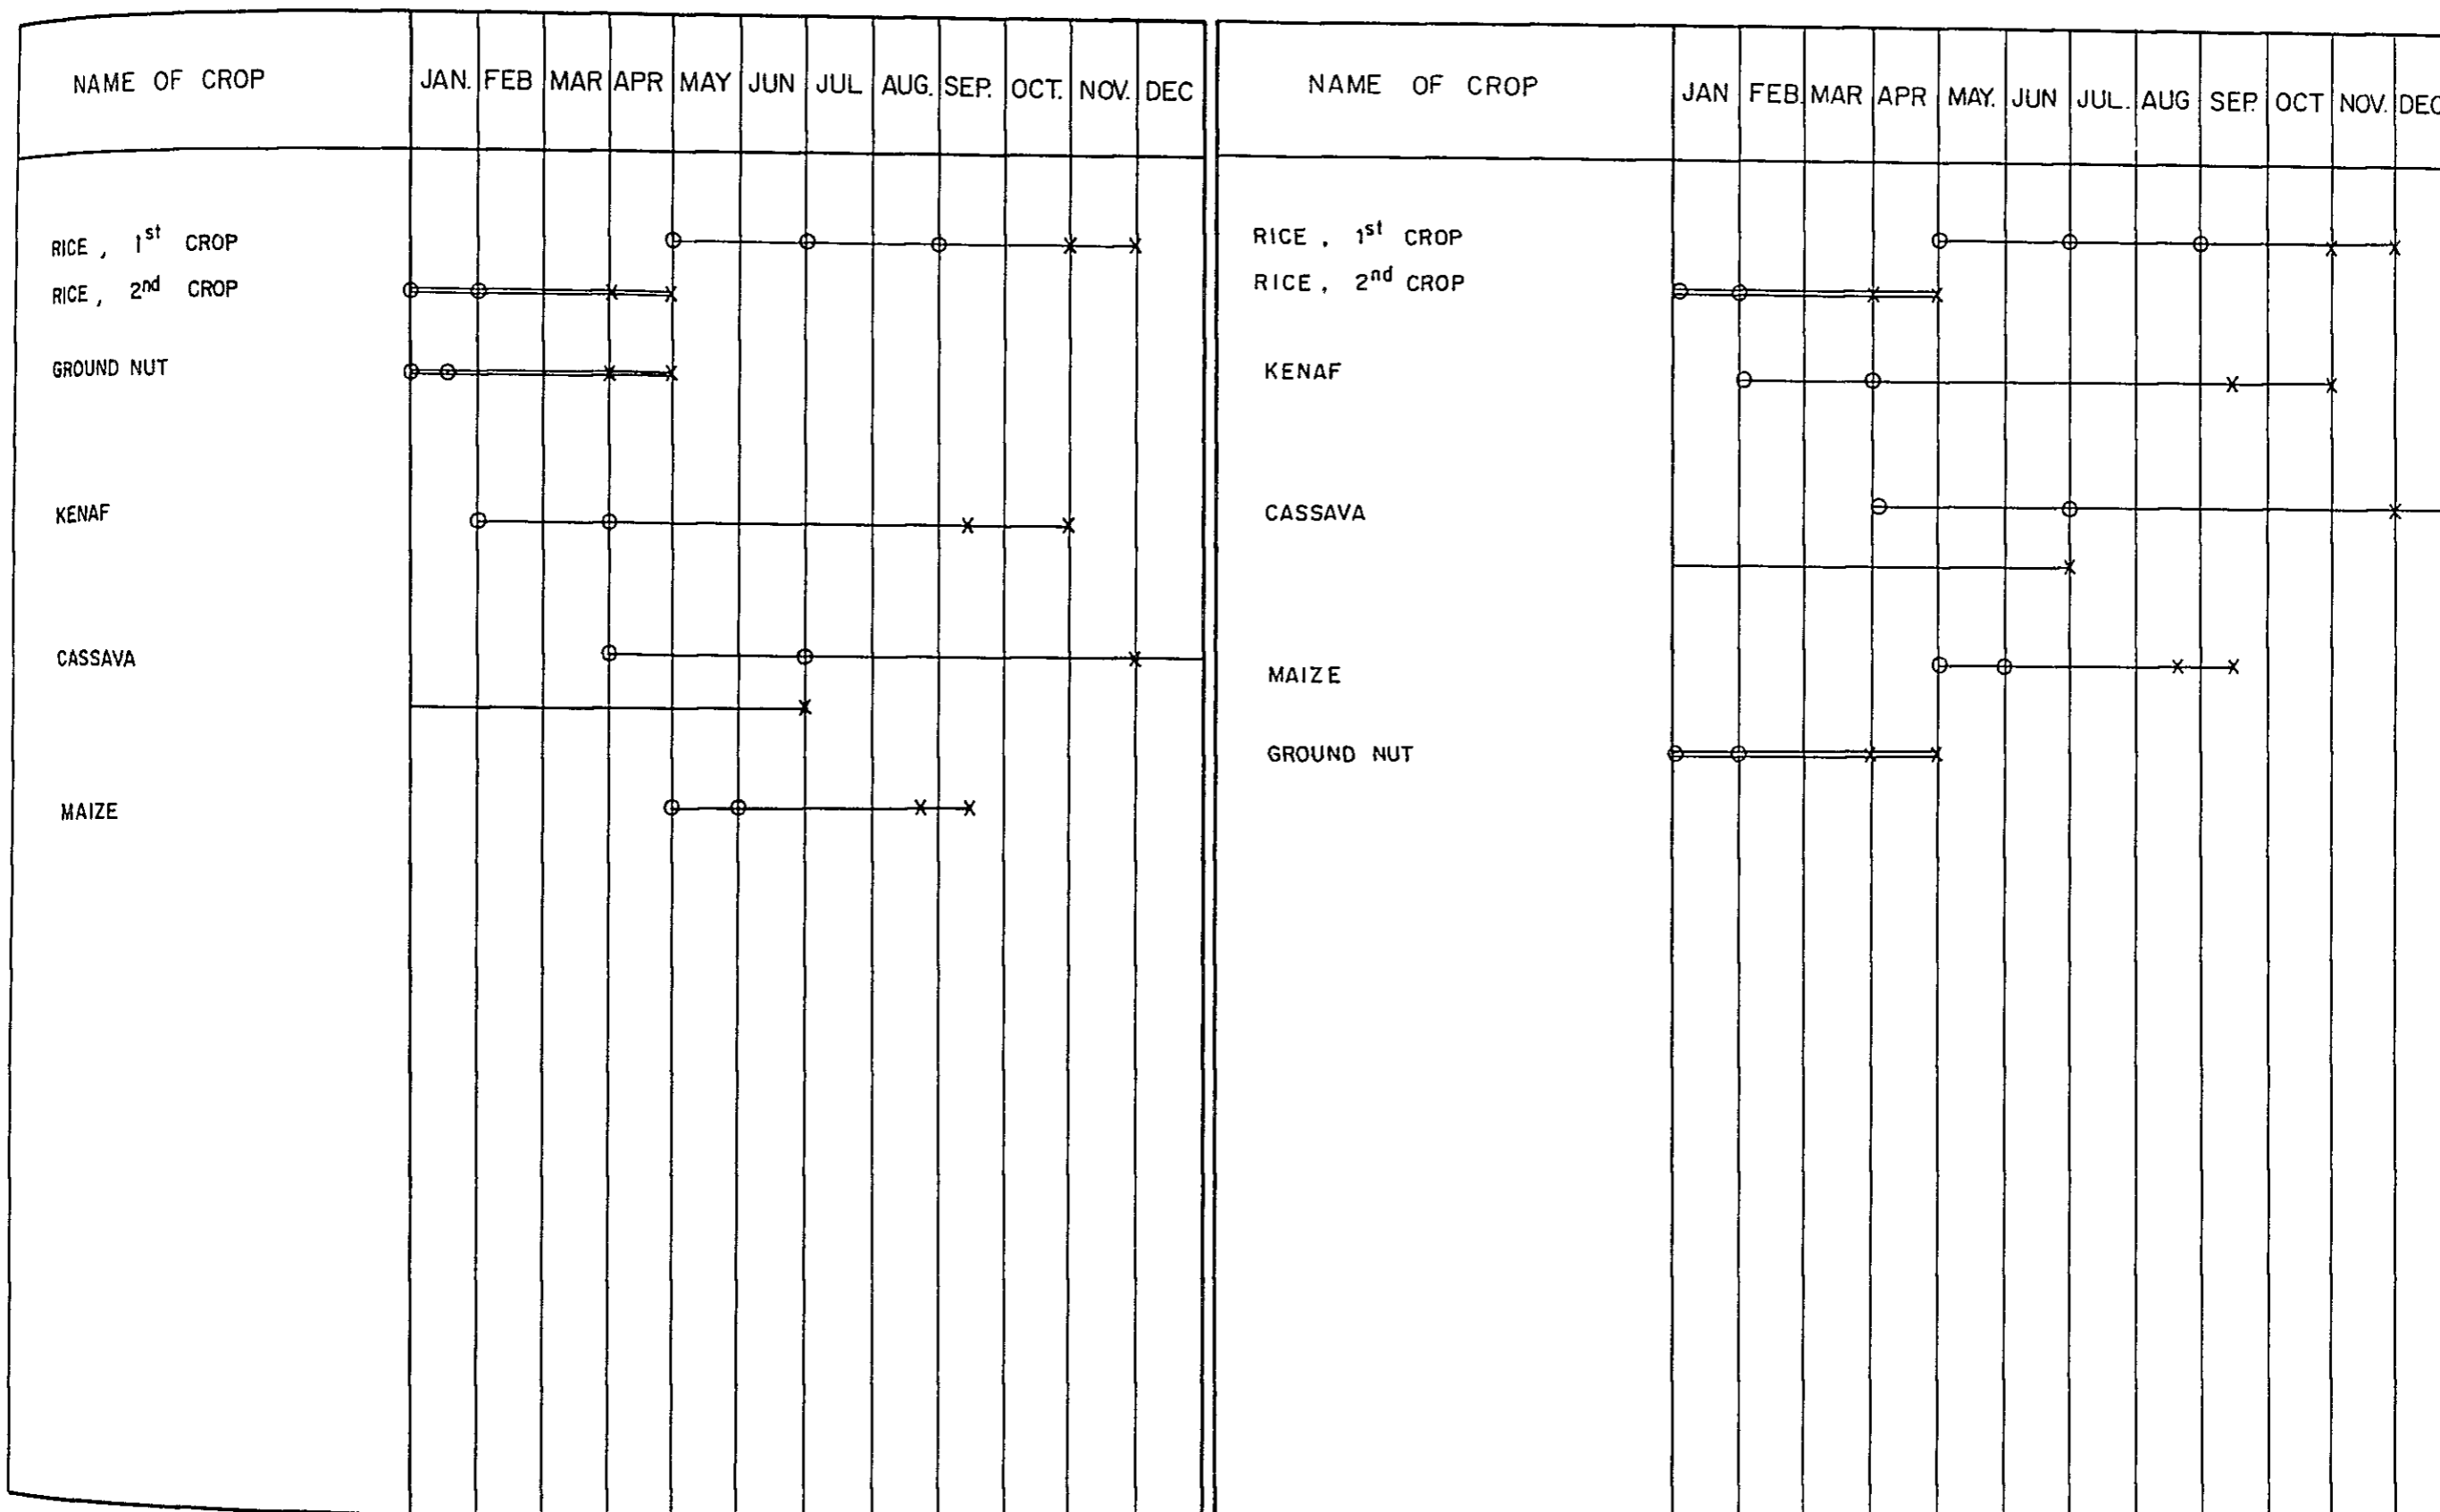 NAME OF CROP JAN. FEB MAR APR MAY JUN JUL AUG. SEP. OCT. NOV. DEC
RICE, 1st CROP
RICE, 2nd CROP
GROUND NUT
KENAF
CASSAVA
MAIZE
NAME OF CROP JAN FEB. MAR APR MAY. JUN JUL. AUG SEP. OCT NOV. DEC
RICE, 1st CROP
RICE, 2nd CROP
KENAF
CASSAVA
MAIZE
GROUND NUT